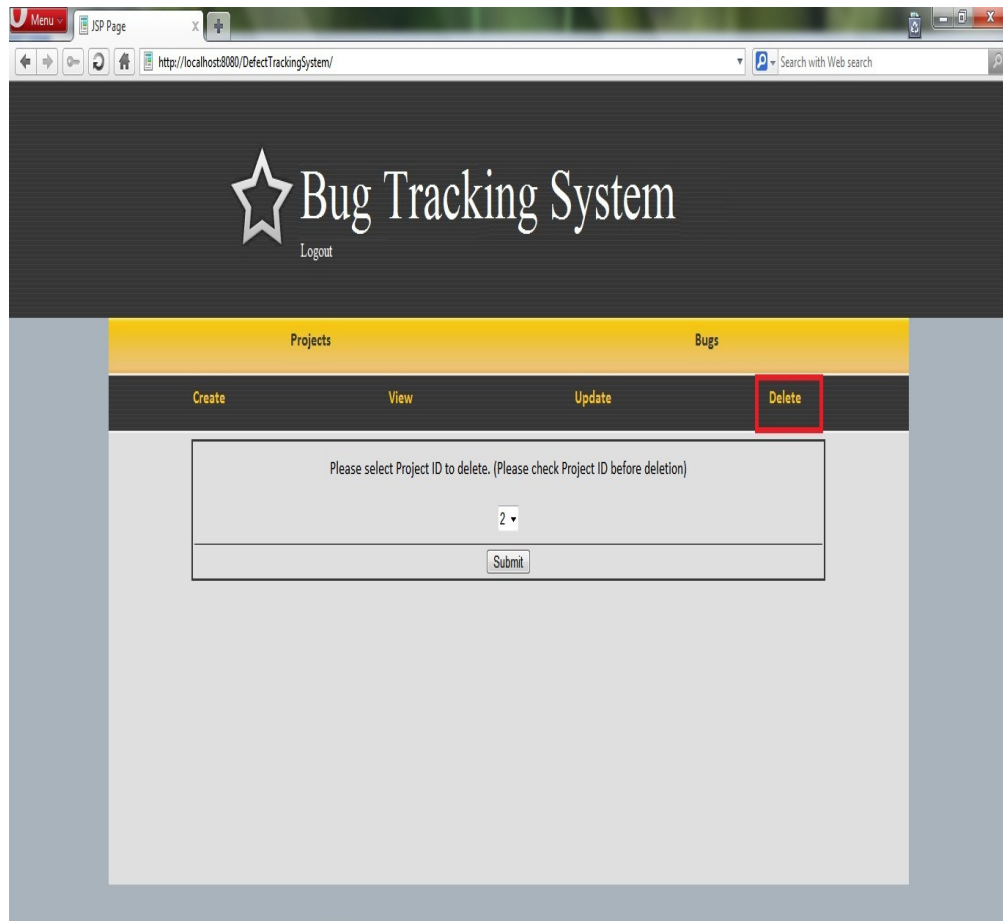 Menu
JSP Page
http://localhost:8080/DefectTrackingSystem/
Search with Web search
Bug Tracking System
Logout
Projects Bugs
Create View Update Delete
Please select Project ID to delete. (Please check Project ID before deletion)
2
Submit